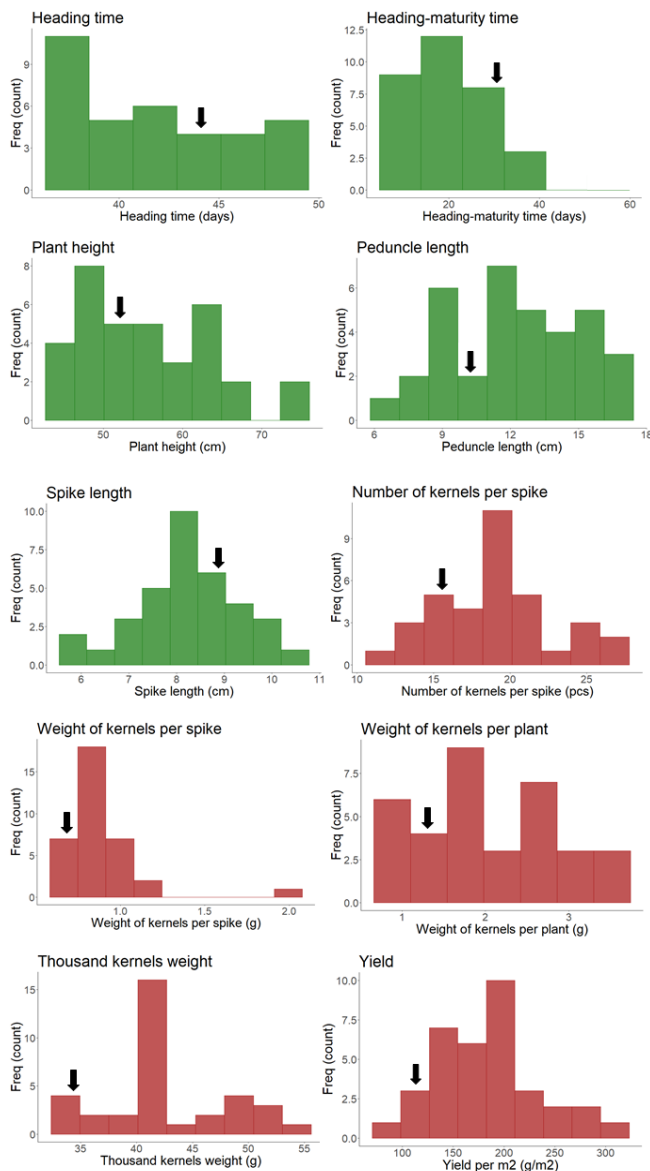 Heading time
Freq (count)
9
6
3
0
40
45
50
Heading time (days)
Heading-maturity time
Freq (count)
12.5
10.0
7.5
5.0
2.5
0.0
20
40
60
Heading-maturity time (days)
Plant height
Freq (count)
8
6
4
2
0
50
60
70
Plant height (cm)
Peduncle length
Freq (count)
6
4
2
0
6
9
12
15
18
Peduncle length (cm)
Spike length
Freq (count)
10.0
7.5
5.0
2.5
0.0
6
7
8
9
10
11
Spike length (cm)
Number of kernels per spike
Freq (count)
9
6
3
0
10
15
20
25
Number of kernels per spike (pcs)
Weight of kernels per spike
Freq (count)
15
10
5
0
1.0
1.5
2.0
Weight of kernels per spike (g)
Weight of kernels per plant
Freq (count)
7.5
5.0
2.5
0.0
1
2
3
Weight of kernels per plant (g)
Thousand kernels weight
Freq (count)
15
10
5
0
35
40
45
50
55
Thousand kernels weight (g)
Yield
Freq (count)
10.0
7.5
5.0
2.5
0.0
100
150
200
250
300
Yield per m2 (g/m2)